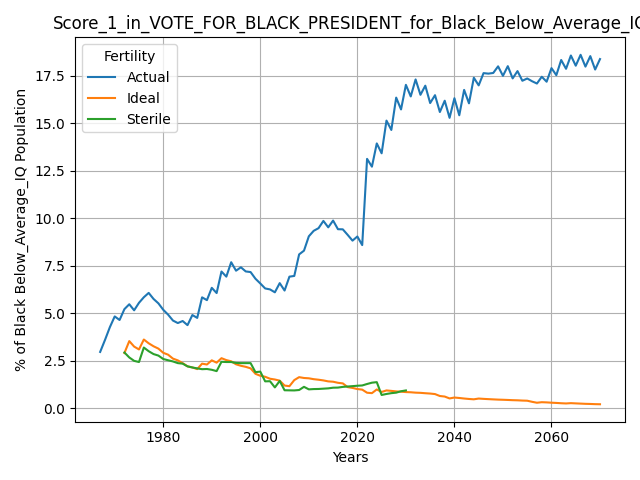 Score_1_in_VOTE_FOR_BLACK_PRESIDENT_for_Black_Below_Average_IQ
Fertility
Actual
Ideal
Sterile
% of Black Below_Average_IQ Population
17.5
15.0
12.5
10.0
7.5
5.0
2.5
0.0
1980 2000 2020 2040 2060
Years